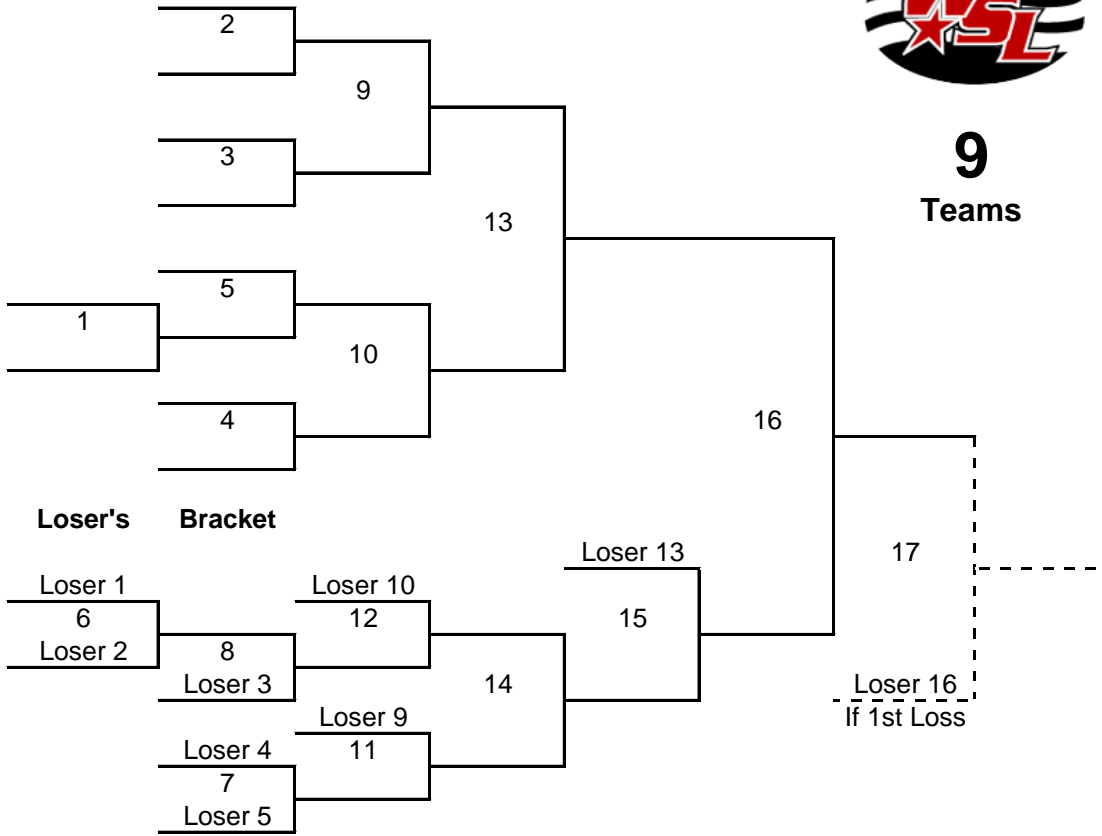 WSL
2
9
3
9
Teams
13
5
1
10
4
16
Loser's Bracket
17
Loser 13
Loser 1
Loser 10
6
12
15
Loser 2
8
Loser 3
14
Loser 16
Loser 9
If 1st Loss
Loser 4
11
7
Loser 5